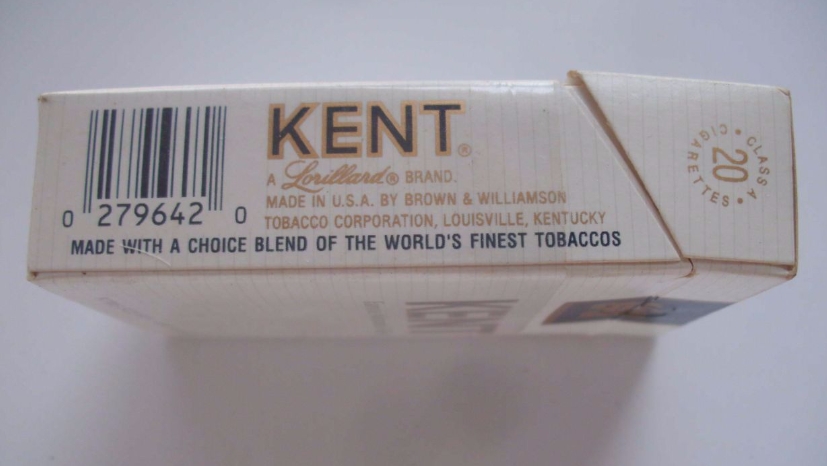 KENT®
A Lorillard® BRAND.
MADE IN U.S.A. BY BROWN & WILLIAMSON
TOBACCO CORPORATION, LOUISVILLE, KENTUCKY
0 279642 0
MADE WITH A CHOICE BLEND OF THE WORLD'S FINEST TOBACCOS
CLASS A • CIGARETTES •
20
KENT